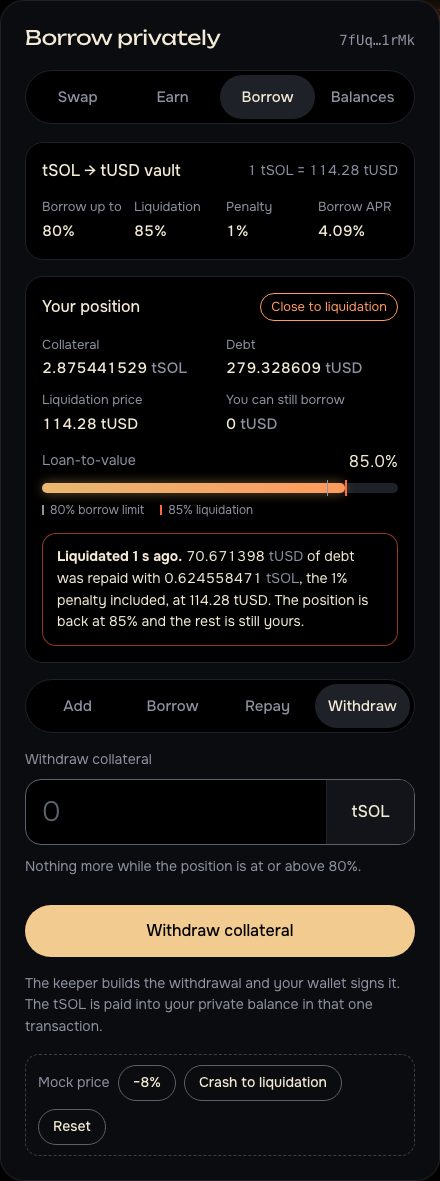 Borrow privately 7fUq…1rMk
Swap Earn Borrow Balances
tSOL → tUSD vault 1 tSOL = 114.28 tUSD
Borrow up to Liquidation Penalty Borrow APR
80% 85% 1% 4.09%
Your position Close to liquidation
Collateral Debt
2.875441529 tSOL 279.328609 tUSD
Liquidation price You can still borrow
114.28 tUSD 0 tUSD
Loan-to-value 85.0%
80% borrow limit 85% liquidation
Liquidated 1 s ago. 70.671398 tUSD of debt
was repaid with 0.624558471 tSOL, the 1%
penalty included, at 114.28 tUSD. The position is
back at 85% and the rest is still yours.
Add Borrow Repay Withdraw
Withdraw collateral
0 tSOL
Nothing more while the position is at or above 80%.
Withdraw collateral
The keeper builds the withdrawal and your wallet signs it.
The tSOL is paid into your private balance in that one
transaction.
Mock price −8% Crash to liquidation
Reset